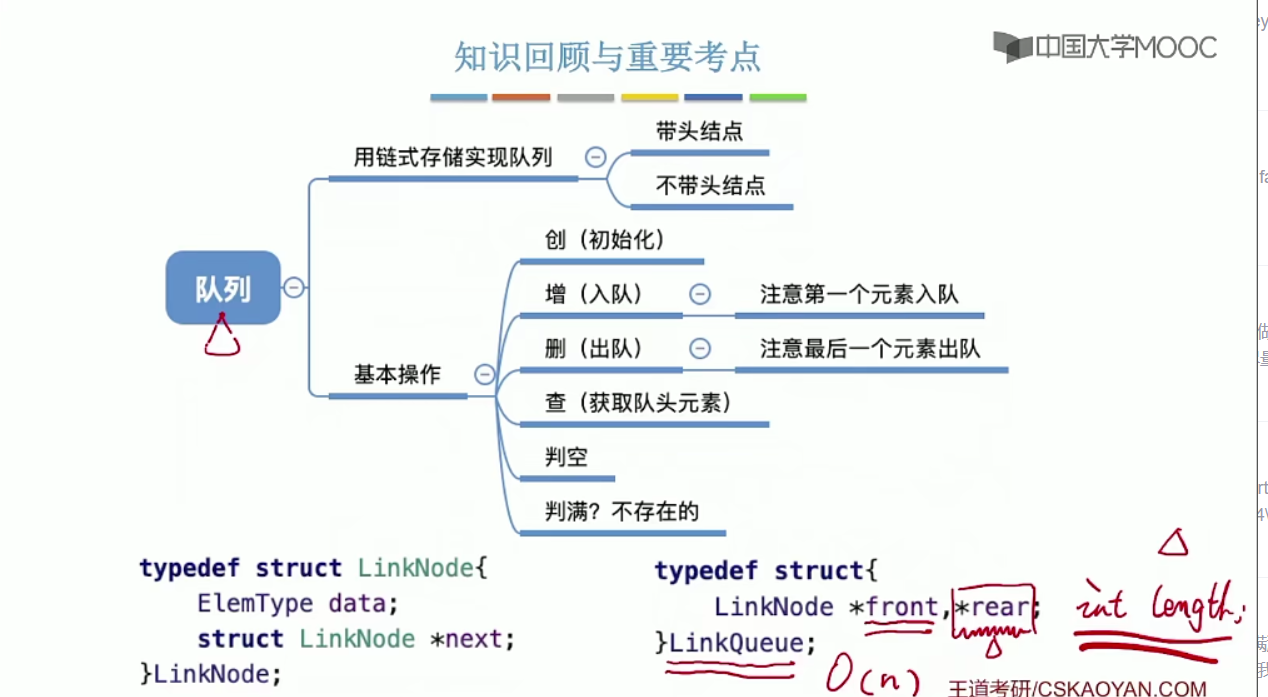 中国大学MOOC
知识回顾与重要考点
带头结点
用链式存储实现队列
不带头结点
创（初始化）
队列
增（入队）
注意第一个元素入队
删（出队）
注意最后一个元素出队
基本操作
查（获取队头元素）
判空
判满？不存在的
typedef struct LinkNode{
ElemType data;
struct LinkNode *next;
}LinkNode;
typedef struct{
LinkNode *front,*rear;
int length;
}LinkQueue;
O(n)
王道考研/CSKAOYAN.COM